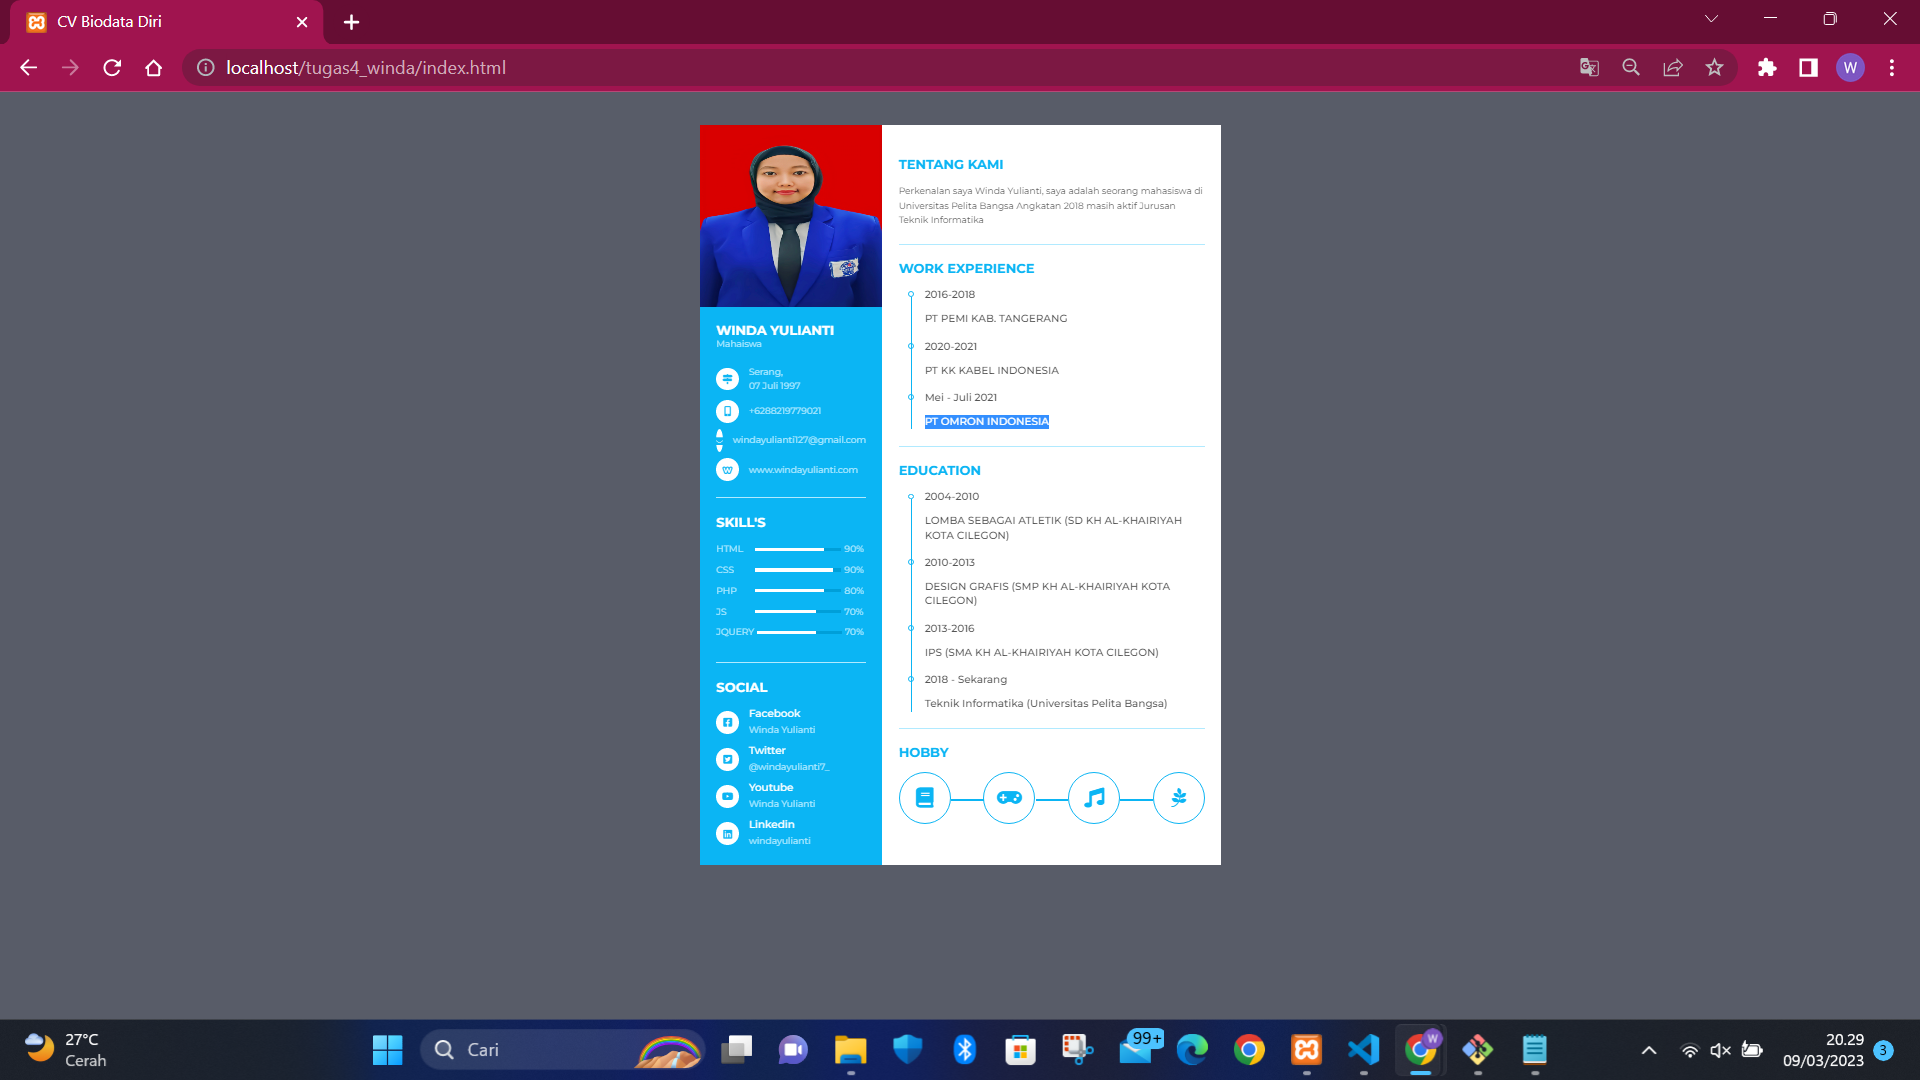 CV Biodata Diri
localhost/tugas4_winda/index.html
W
WINDA YULIANTI
Mahaiswa
Serang,
07 Juli 1997
+6288219779021
windayulianti127@gmail.com
www.windayulianti.com
SKILL'S
HTML 90%
CSS 90%
PHP 80%
JS 70%
JQUERY 70%
SOCIAL
Facebook
Winda Yulianti
Twitter
@windayulianti7_
Youtube
Winda Yulianti
Linkedin
windayulianti
TENTANG KAMI
Perkenalan saya Winda Yulianti, saya adalah seorang mahasiswa di
Universitas Pelita Bangsa Angkatan 2018 masih aktif Jurusan
Teknik Informatika
WORK EXPERIENCE
2016-2018
PT PEMI KAB. TANGERANG
2020-2021
PT KK KABEL INDONESIA
Mei - Juli 2021
PT OMRON INDONESIA
EDUCATION
2004-2010
LOMBA SEBAGAI ATLETIK (SD KH AL-KHAIRIYAH
KOTA CILEGON)
2010-2013
DESIGN GRAFIS (SMP KH AL-KHAIRIYAH KOTA
CILEGON)
2013-2016
IPS (SMA KH AL-KHAIRIYAH KOTA CILEGON)
2018 - Sekarang
Teknik Informatika (Universitas Pelita Bangsa)
HOBBY
27°C
Cerah
Cari
99+
W
20.29
09/03/2023
3